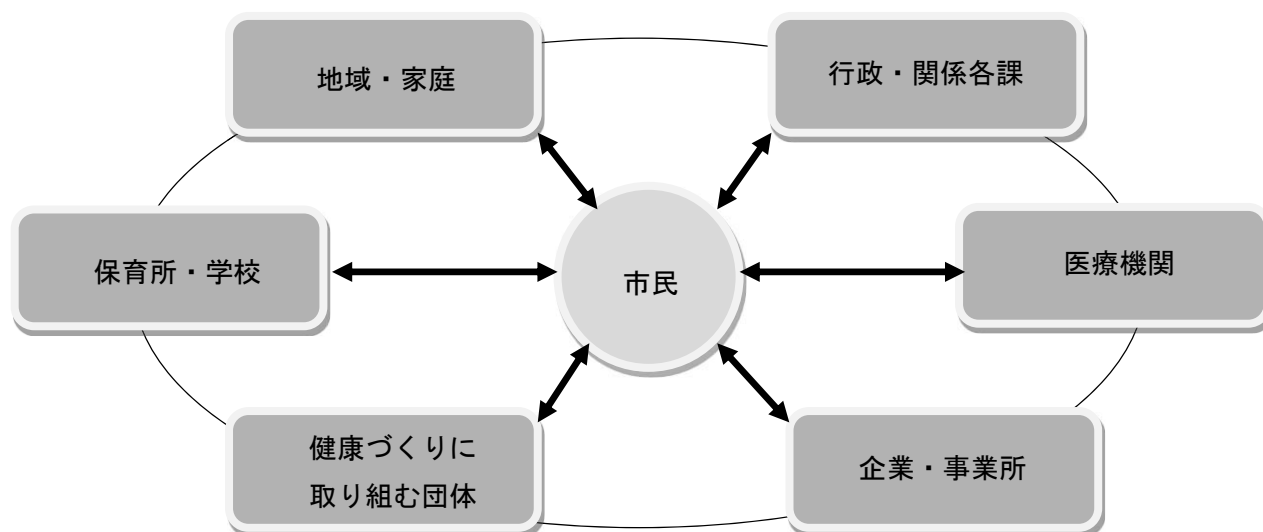 地域・家庭
行政・関係各課
保育所・学校
市民
医療機関
健康づくりに
取り組む団体
企業・事業所